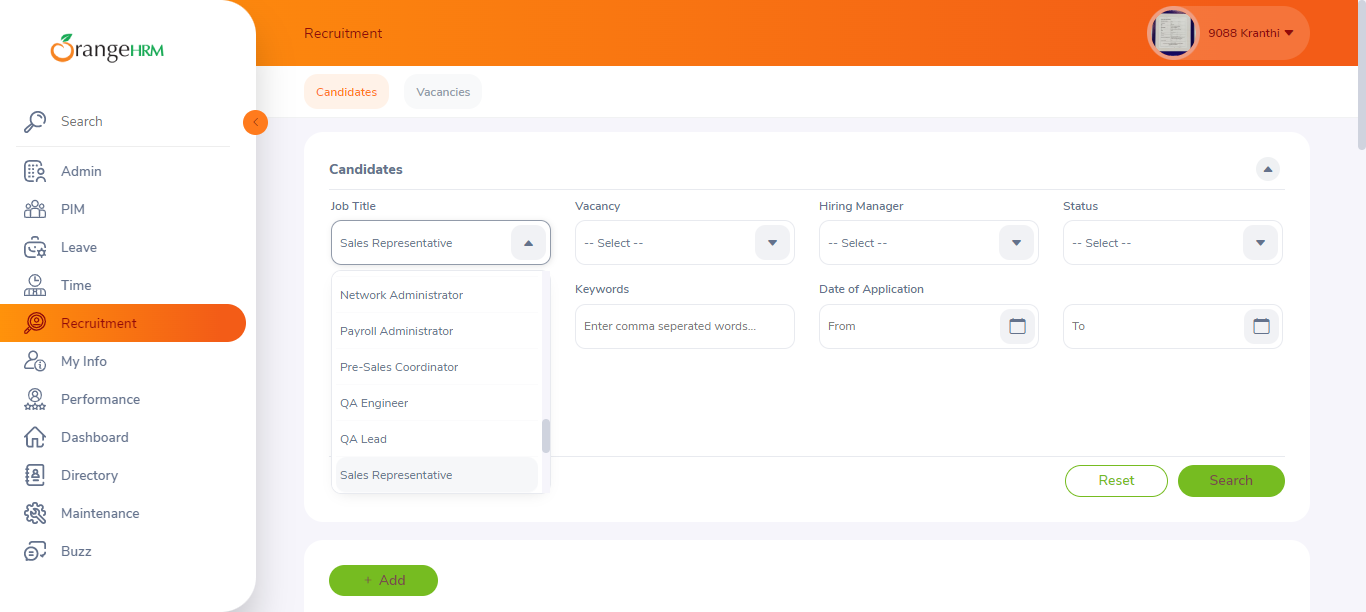 OrangeHRM
Recruitment
9088 Kranthi
Candidates
Vacancies
Search
Admin
PIM
Leave
Time
Recruitment
My Info
Performance
Dashboard
Directory
Maintenance
Buzz
Candidates
Job Title
Vacancy
Hiring Manager
Status
Sales Representative
-- Select --
-- Select --
-- Select --
Network Administrator
Payroll Administrator
Pre-Sales Coordinator
QA Engineer
QA Lead
Sales Representative
Keywords
Date of Application
Enter comma seperated words...
From
To
Reset
Search
+ Add